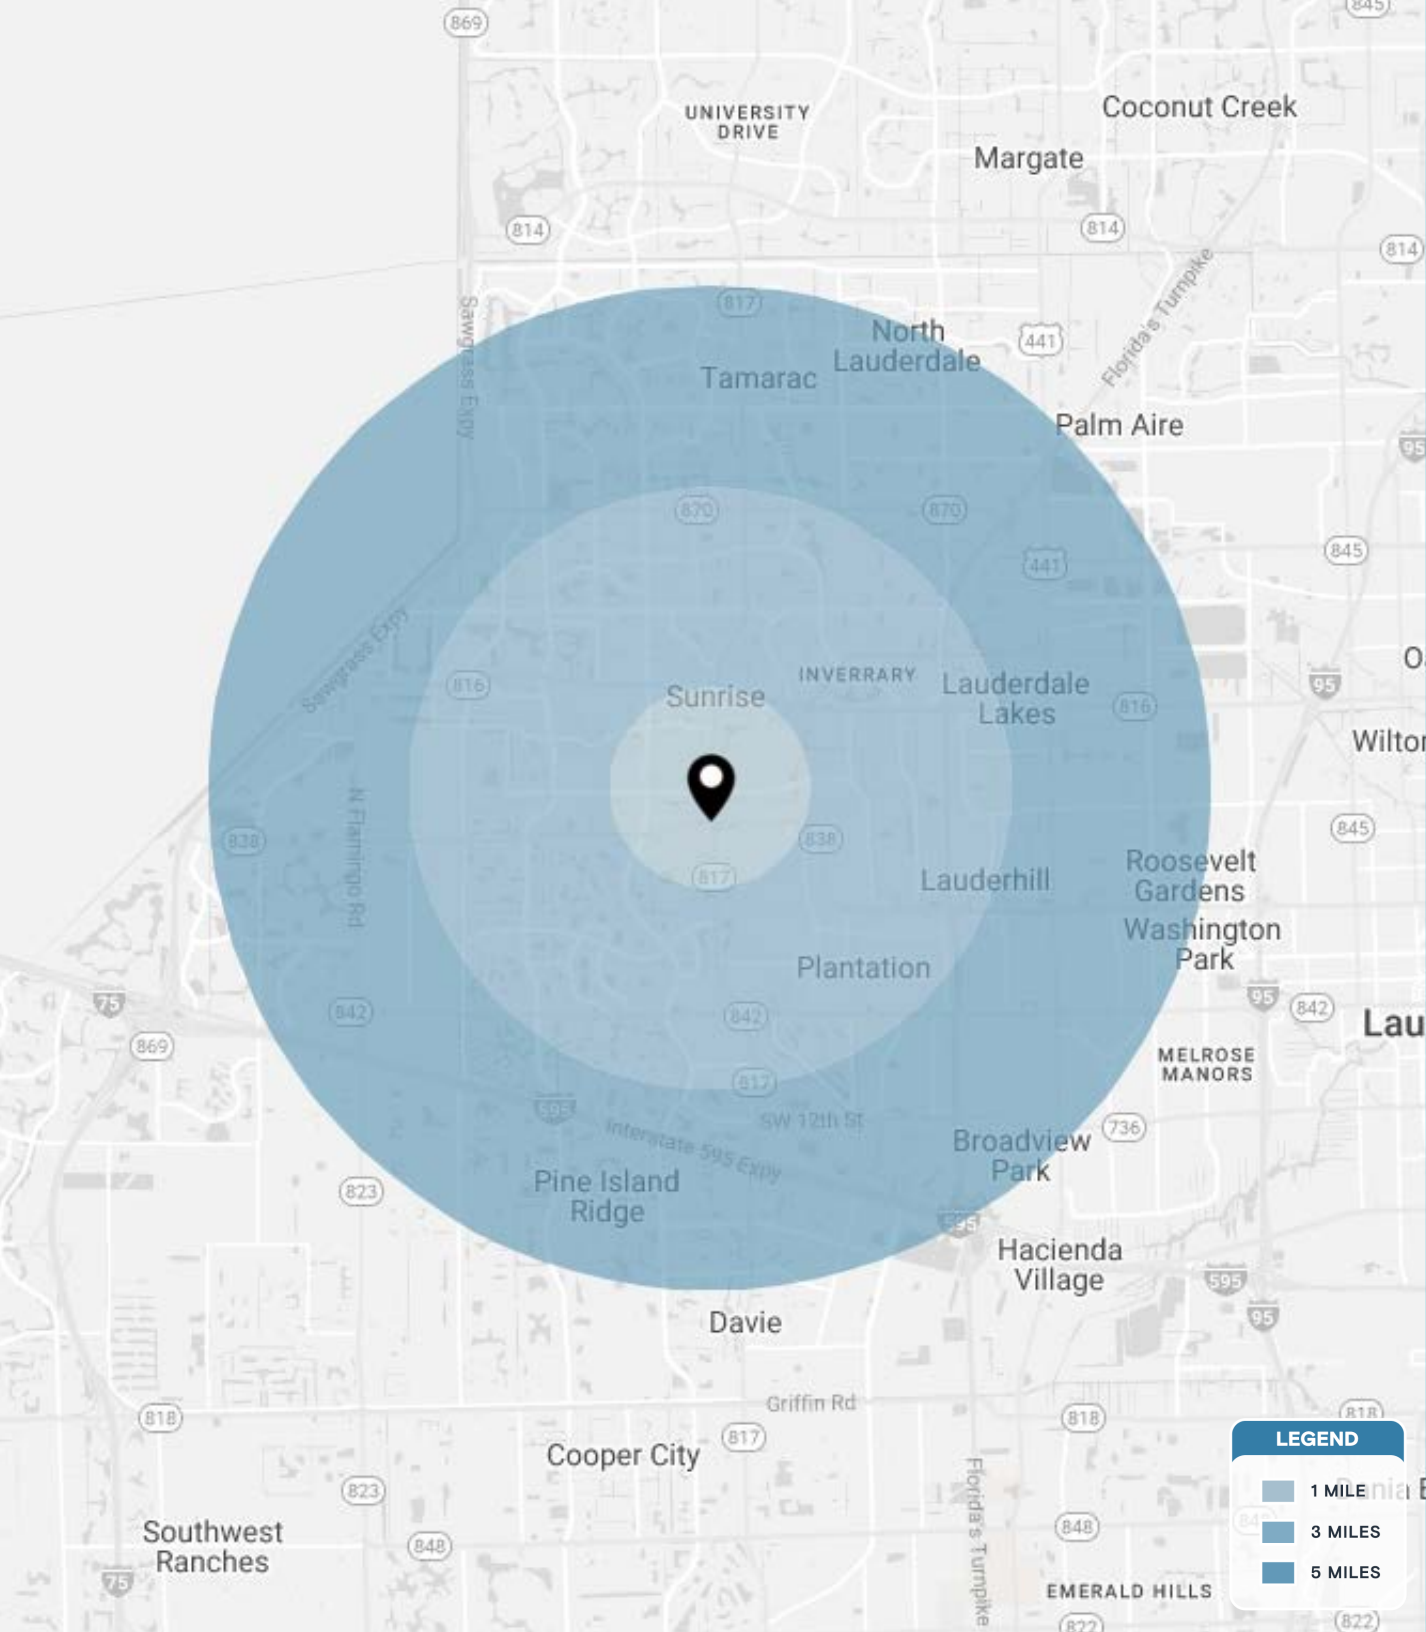 869
845
UNIVERSITY
DRIVE
Coconut Creek
Margate
814
814
814
Sawgrass Expy
817
North
Lauderdale
441
Florida's Turnpike
Tamarac
Palm Aire
95
870
870
441
845
Sawgrass Expy
816
Sunrise
INVERRARY
Lauderdale
Lakes
816
95
O
Wilton
838
N Flamingo Rd
838
845
817
Lauderhill
Roosevelt
Gardens
Washington
Park
Plantation
75
842
842
95
842
869
Lau
817
MELROSE
MANORS
595
SW 12th St
Interstate 595 Expy
736
Broadview
Park
Pine Island
Ridge
823
595
Hacienda
Village
595
95
Davie
Griffin Rd
818
817
818
818
Cooper City
823
Florida's Turnpike
Southwest
Ranches
848
848
75
EMERALD HILLS
822
822
LEGEND
1 MILE
3 MILES
5 MILES